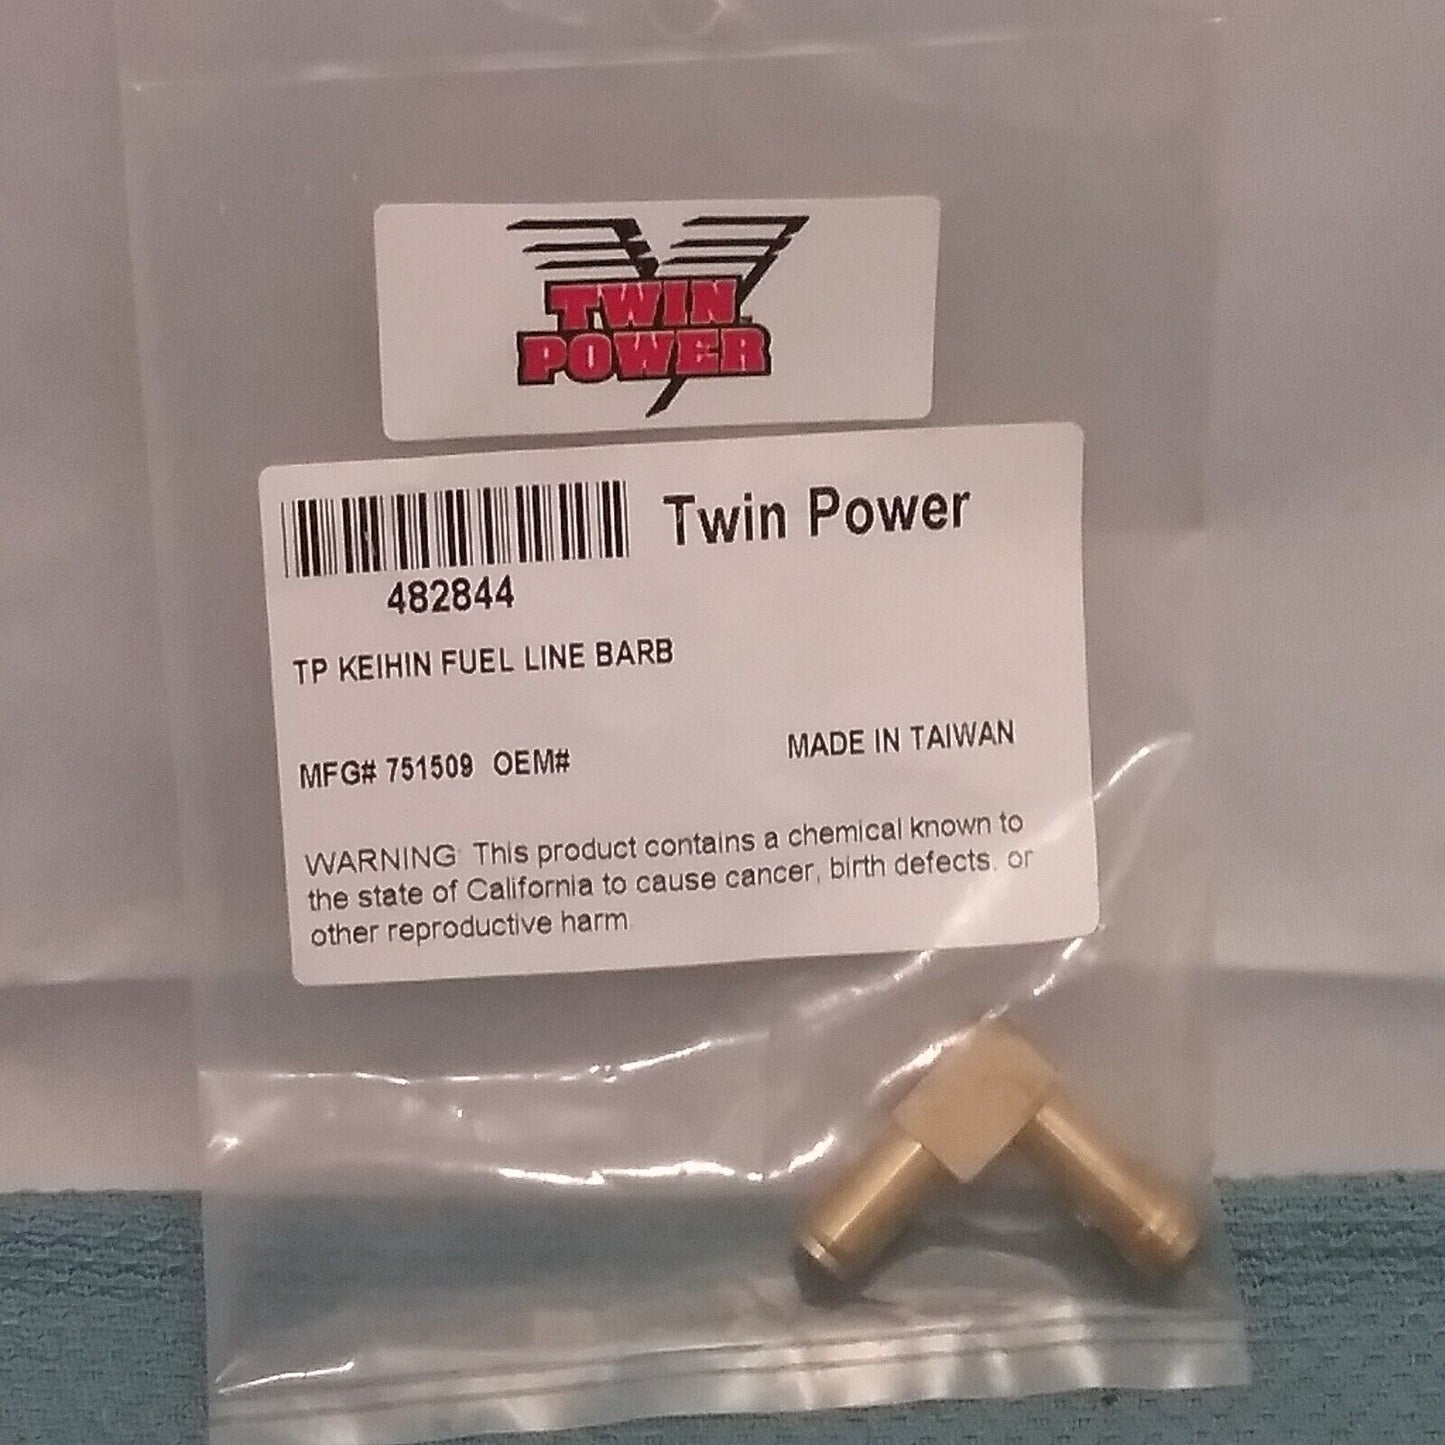 TWIN
POWER
Twin Power
482844
TP KEIHIN FUEL LINE BARB
MFG# 751509 OEM#
MADE IN TAIWAN
WARNING: This product contains a chemical known to
the state of California to cause cancer, birth defects, or
other reproductive harm.